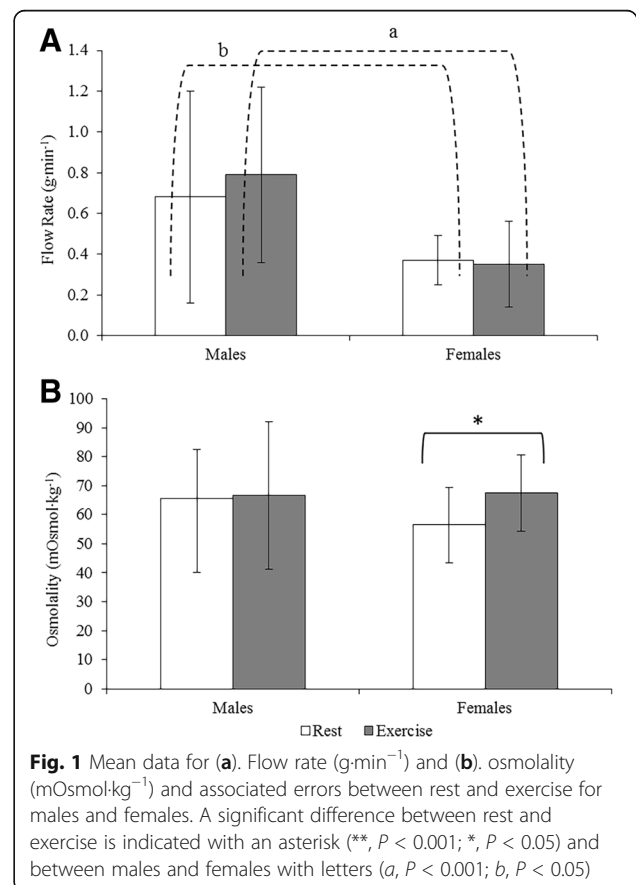 A
a
b
Flow Rate (g·min⁻¹)
1.4
1.2
1.0
0.8
0.6
0.4
0.2
0.0
Males Females
B
Osmolality (mOsmol·kg⁻¹)
100
90
80
70
60
50
40
30
20
10
0
*
Males Females
Rest Exercise
Fig. 1 Mean data for (a). Flow rate (g·min⁻¹) and (b). osmolality
(mOsmol·kg⁻¹) and associated errors between rest and exercise for
males and females. A significant difference between rest and
exercise is indicated with an asterisk (**, P < 0.001; *, P < 0.05) and
between males and females with letters (a, P < 0.001; b, P < 0.05)